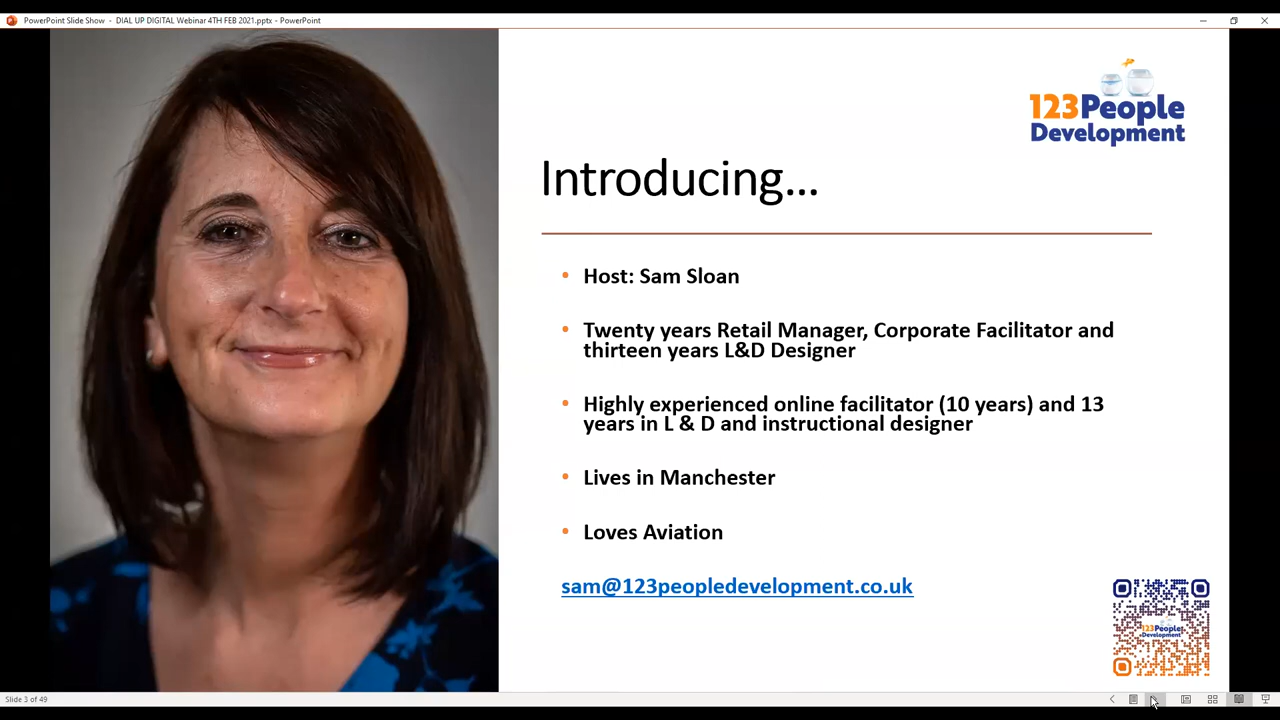 PowerPoint Slide Show - DIAL UP DIGITAL Webinar 4TH FEB 2021.pptx - PowerPoint
123People
Development
Introducing...
• Host: Sam Sloan
• Twenty years Retail Manager, Corporate Facilitator and
thirteen years L&D Designer
• Highly experienced online facilitator (10 years) and 13
years in L & D and instructional designer
• Lives in Manchester
• Loves Aviation
sam@123peopledevelopment.co.uk
123People
Development
Slide 3 of 49